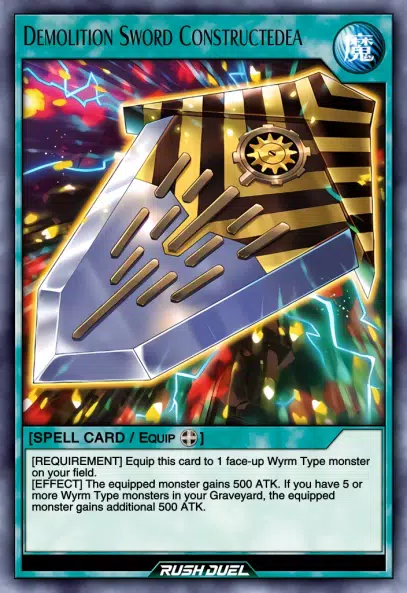 DEMOLITION SWORD CONSTRUCTEDEA
魔
[SPELL CARD / EQUIP ]
[REQUIREMENT] Equip this card to 1 face-up Wyrm Type monster
on your field.
[EFFECT] The equipped monster gains 500 ATK. If you have 5 or
more Wyrm Type monsters in your Graveyard, the equipped
monster gains additional 500 ATK.
RUSH DUEL